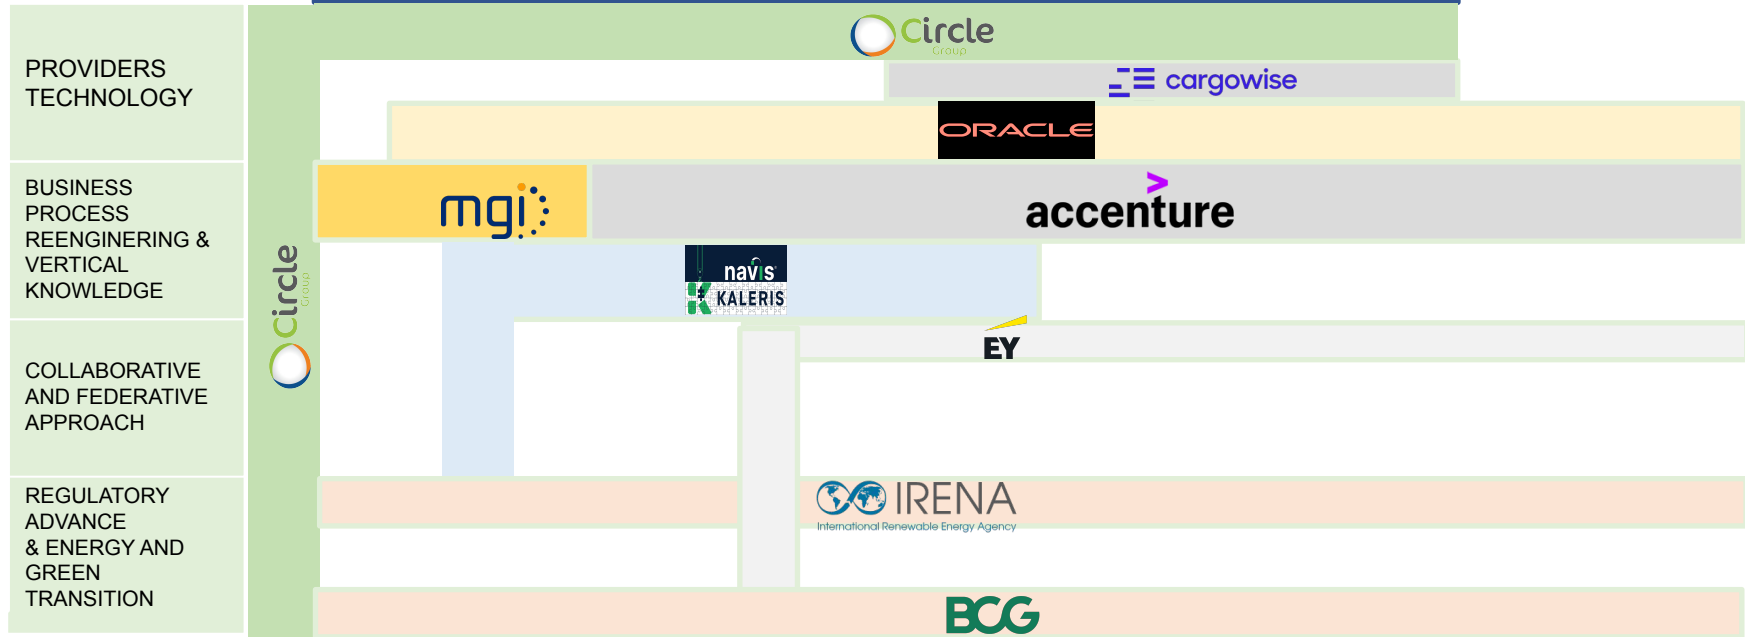 PROVIDERS
TECHNOLOGY
Circle
Group
cargowise
ORACLE
BUSINESS
PROCESS
REENGINERING &
VERTICAL
KNOWLEDGE
mgi
accenture
Circle
Group
navis
KALERIS
COLLABORATIVE
AND FEDERATIVE
APPROACH
EY
REGULATORY
ADVANCE
& ENERGY AND
GREEN
TRANSITION
IRENA
International Renewable Energy Agency
BCG